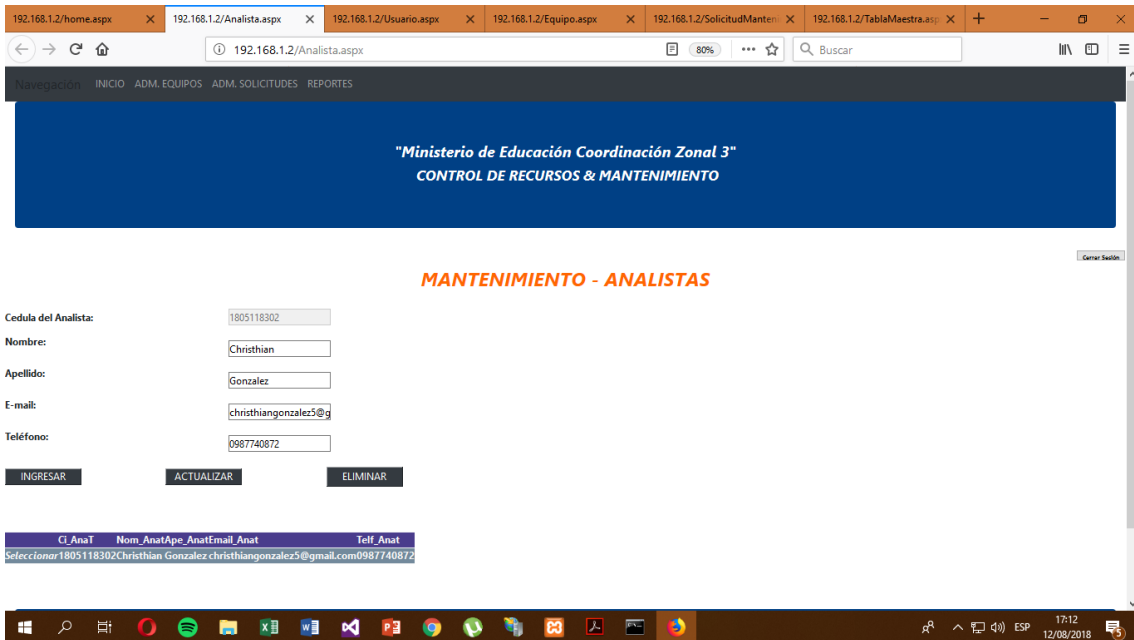 192.168.1.2/home.aspx 192.168.1.2/Analista.aspx 192.168.1.2/Usuario.aspx 192.168.1.2/Equipo.aspx 192.168.1.2/SolicitudManteni 192.168.1.2/TablaMaestra.asp
192.168.1.2/Analista.aspx 80% Buscar
Navegación INICIO ADM. EQUIPOS ADM. SOLICITUDES REPORTES
"Ministerio de Educación Coordinación Zonal 3"
CONTROL DE RECURSOS & MANTENIMIENTO
Cerrar Sesión
MANTENIMIENTO - ANALISTAS
Cedula del Analista: 1805118302
Nombre: Christhian
Apellido: Gonzalez
E-mail: christhiangonzalez5@g
Teléfono: 0987740872
INGRESAR ACTUALIZAR ELIMINAR
Ci_AnaT Nom_AnatApe_AnatEmail_Anat Telf_Anat
Seleccionar1805118302Christhian Gonzalez christhiangonzalez5@gmail.com0987740872
ESP 17:12
12/08/2018 5